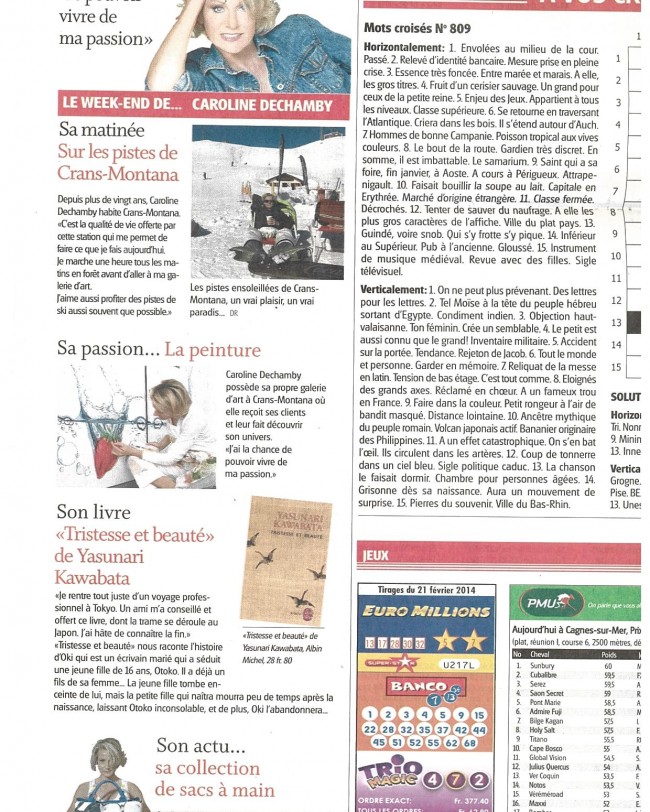 vivre de
ma passion»
LE WEEK-END DE... CAROLINE DECHAMBY
Sa matinée
Sur les pistes de
Crans-Montana
Depuis plus de vingt ans, Caroline
Dechamby habite Crans-Montana.
«C'est la qualité de vie offerte par
cette station qui me permet de
faire ce que je fais aujourd'hui.
Je marche une heure tous les ma-
tins en forêt avant d'aller à ma ga-
lerie d'art.
J'aime aussi profiter des pistes de
ski aussi souvent que possible.»
Les pistes ensoleillées de Crans-
Montana, un vrai plaisir, un vrai
paradis... DR
Sa passion... La peinture
Caroline Dechamby
possède sa propre galerie
d'art à Crans-Montana où
elle reçoit ses clients
et leur fait découvrir
son univers.
«J'ai la chance de
pouvoir vivre de
ma passion.»
Son livre
«Tristesse et beauté»
de Yasunari
Kawabata
YASUNARI
KAWABATA
TRISTESSE ET BEAUTÉ
«Je rentre tout juste d'un voyage profes-
sionnel à Tokyo. Un ami m'a conseillé et
offert ce livre, dont la trame se déroule au
Japon. J'ai hâte de connaître la fin.»
«Tristesse et beauté» nous raconte l'histoire
d'Oki qui est un écrivain marié qui a séduit
une jeune fille de 16 ans, Otoko. Il a déjà un
fils de sa femme... La jeune fille tombe en-
ceinte de lui, mais la petite fille qui naîtra mourra peu de temps après la
naissance, laissant Otoko inconsolable, et de plus, Oki l'abandonnera...
«Tristesse et beauté» de
Yasunari Kawabata, Albin
Michel, 28 fr. 80
Son actu...
sa collection
de sacs à main
Mots croisés N° 809
Horizontalement: 1. Envolées au milieu de la cour.
Passé. 2. Relevé d'identité bancaire. Mesure prise en pleine
crise. 3. Essence très foncée. Entre marée et marais. A elle,
les gros titres. 4. Fruit d'un cerisier sauvage. Un grand pour
ceux de la petite reine. 5. Enjeu des Jeux. Appartient à tous
les niveaux. Classe supérieure. 6. Se retourne en traversant
l'Atlantique. Criera dans les bois. Il s'étend autour d'Auch.
7 Hommes de bonne Campanie. Poisson tropical aux vives
couleurs. 8. Le bout de la route. Gardien très discret. En
somme, il est imbattable. Le samarium. 9. Saint qui a sa
foire, fin janvier, à Aoste. A cours à Périgueux. Attrape-
nigault. 10. Faisait bouillir la soupe au lait. Capitale en
Erythrée. Marché d'origine étrangère. 11. Classe fermée.
Décrochés. 12. Tenter de sauver du naufrage. A elle les
plus gros caractères de l'affiche. Ville du plat pays. 13.
Guindé, voire snob. Qui s'y frotte s'y pique. 14. Inférieur
au Supérieur. Pub à l'ancienne. Gloussé. 15. Instrument
de musique médiéval. Revue avec des filles. Sigle
télévisuel.
Verticalement: 1. On ne peut plus prévenant. Des lettres
pour les lettres. 2. Tel Moïse à la tête du peuple hébreu
sortant d'Egypte. Condiment indien. 3. Objection haut-
valaisanne. Ton féminin. Crée un semblable. 4. Le petit est
aussi connu que le grand! Inventaire militaire. 5. Accident
sur la portée. Tendance. Rejeton de Jacob. 6. Tout le monde
et personne. Garder en mémoire. 7. Reliquat de la messe
en latin. Tension de bas étage. C'est tout comme. 8. Eloignés
des grands axes. Réclamé en chœur. A un fameux trou
en France. 9. Faire dans la couleur. Petit rongeur à l'air de
bandit masqué. Distance lointaine. 10. Ancêtre mythique
du peuple romain. Volcan japonais actif. Bananier originaire
des Philippines. 11. A un effet catastrophique. On s'en bat
l'œil. Ils circulent dans les artères. 12. Coup de tonnerre
dans un ciel bleu. Sigle politique caduc. 13. La chanson
le faisait dormir. Chambre pour personnes âgées. 14.
Grisonne dès sa naissance. Aura un mouvement de
surprise. 15. Pierres du souvenir. Ville du Bas-Rhin.
1
2
3
4
5
6
7
8
9
10
11
12
13
14
15
SOLUT
Horizo
Tri. Nonr
9. Minin
13. Inne
Vertica
Grogne.
Pise. BE.
13. Unes
JEUX
Tirages du 21 février 2014
EURO MILLIONS
13 17 28 30 32
SUPER-STAR
U217L
BANCO
1 2 3 4 5 9 15
22 28 29 39 40 42 44
45 51 52 55 62 68
TRIO
MAGIC
4 7 2
ORDRE EXACT: Fr. 377.40
PMU
On parie que vous
Aujourd'hui à Cagnes-sur-Mer, Prix
(plat, réunion I, course 6, 2500 mètres, dé
No Cheval Poids
1. Sunbury 60
2. Cubalibre 59,5
3. Serez 59,5
4. Saon Secret 59
5. Pont Marie 58,5
6. Admire Fuji 58,5
7. Bilge Kagan 57,5
8. Holy Salt 57,5
9. Titano 55,5
10. Cape Bosco 55
11. Global Vision 54,5
12. Julius Quercus 54
13. Ver Coquin 53,5
14. Notos 53,5
15. Véréméroad 53,5
16. Maxxi 52